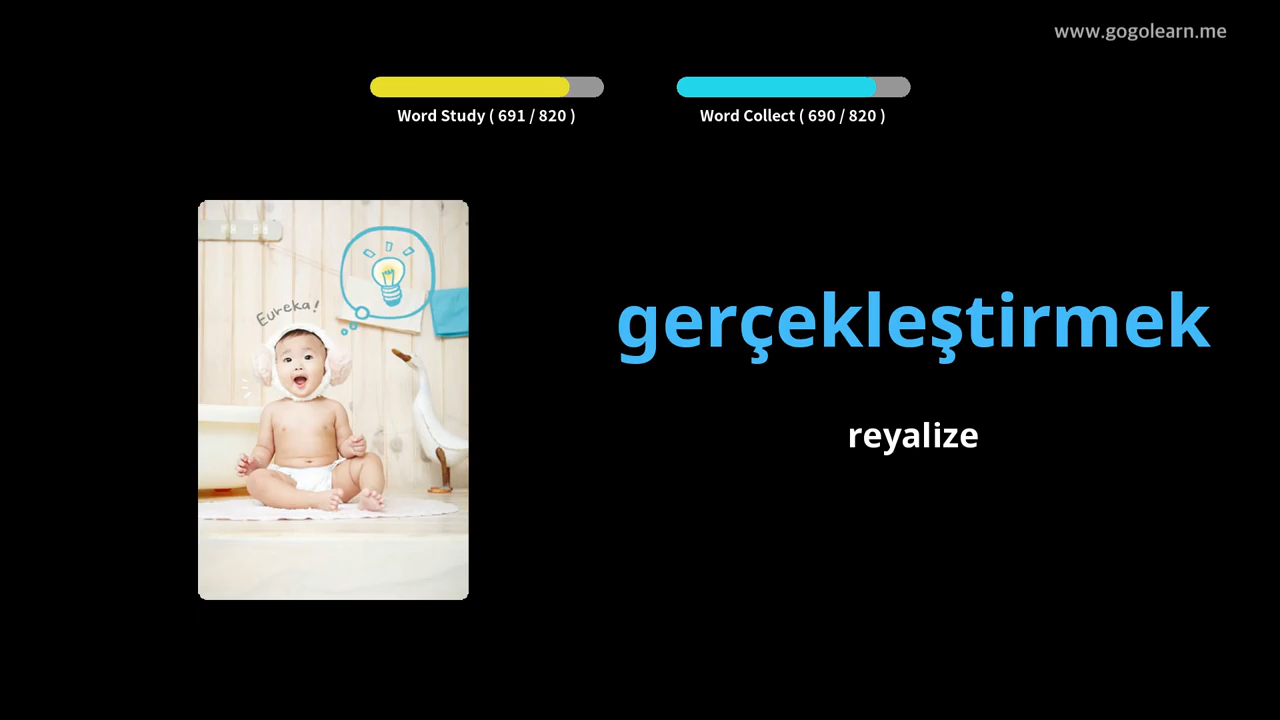 www.gogolearn.me
Word Study ( 691 / 820 )
Word Collect ( 690 / 820 )
Eureka!
gerçekleştirmek
reyalize